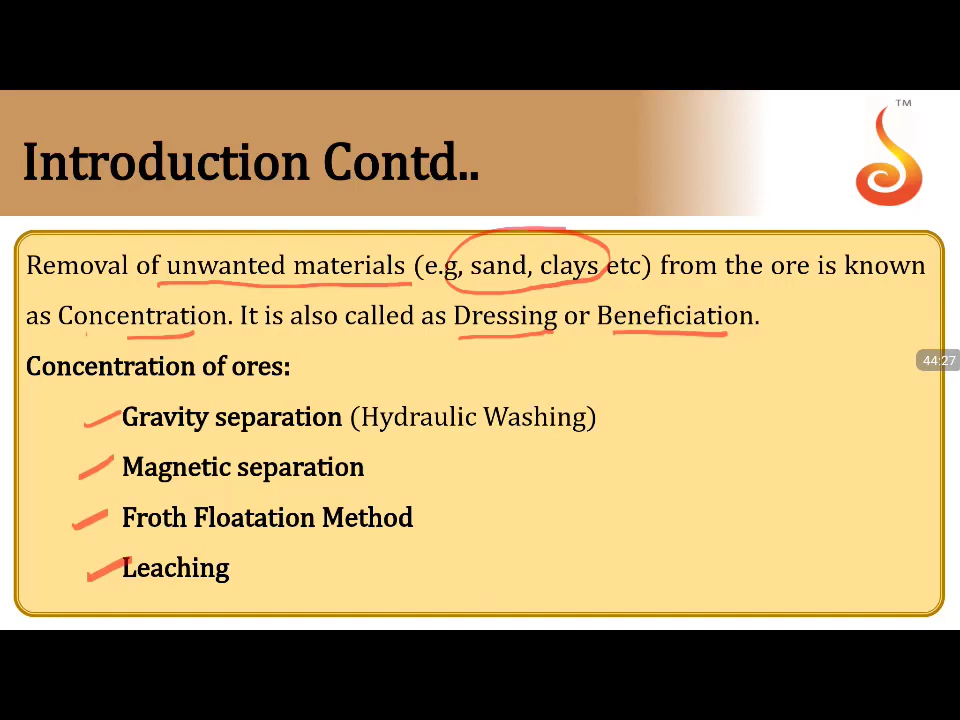 TM
Introduction Contd..
Removal of unwanted materials (e.g, sand, clays etc) from the ore is known
as Concentration. It is also called as Dressing or Beneficiation.
44:27
Concentration of ores:
Gravity separation (Hydraulic Washing)
Magnetic separation
Froth Floatation Method
Leaching